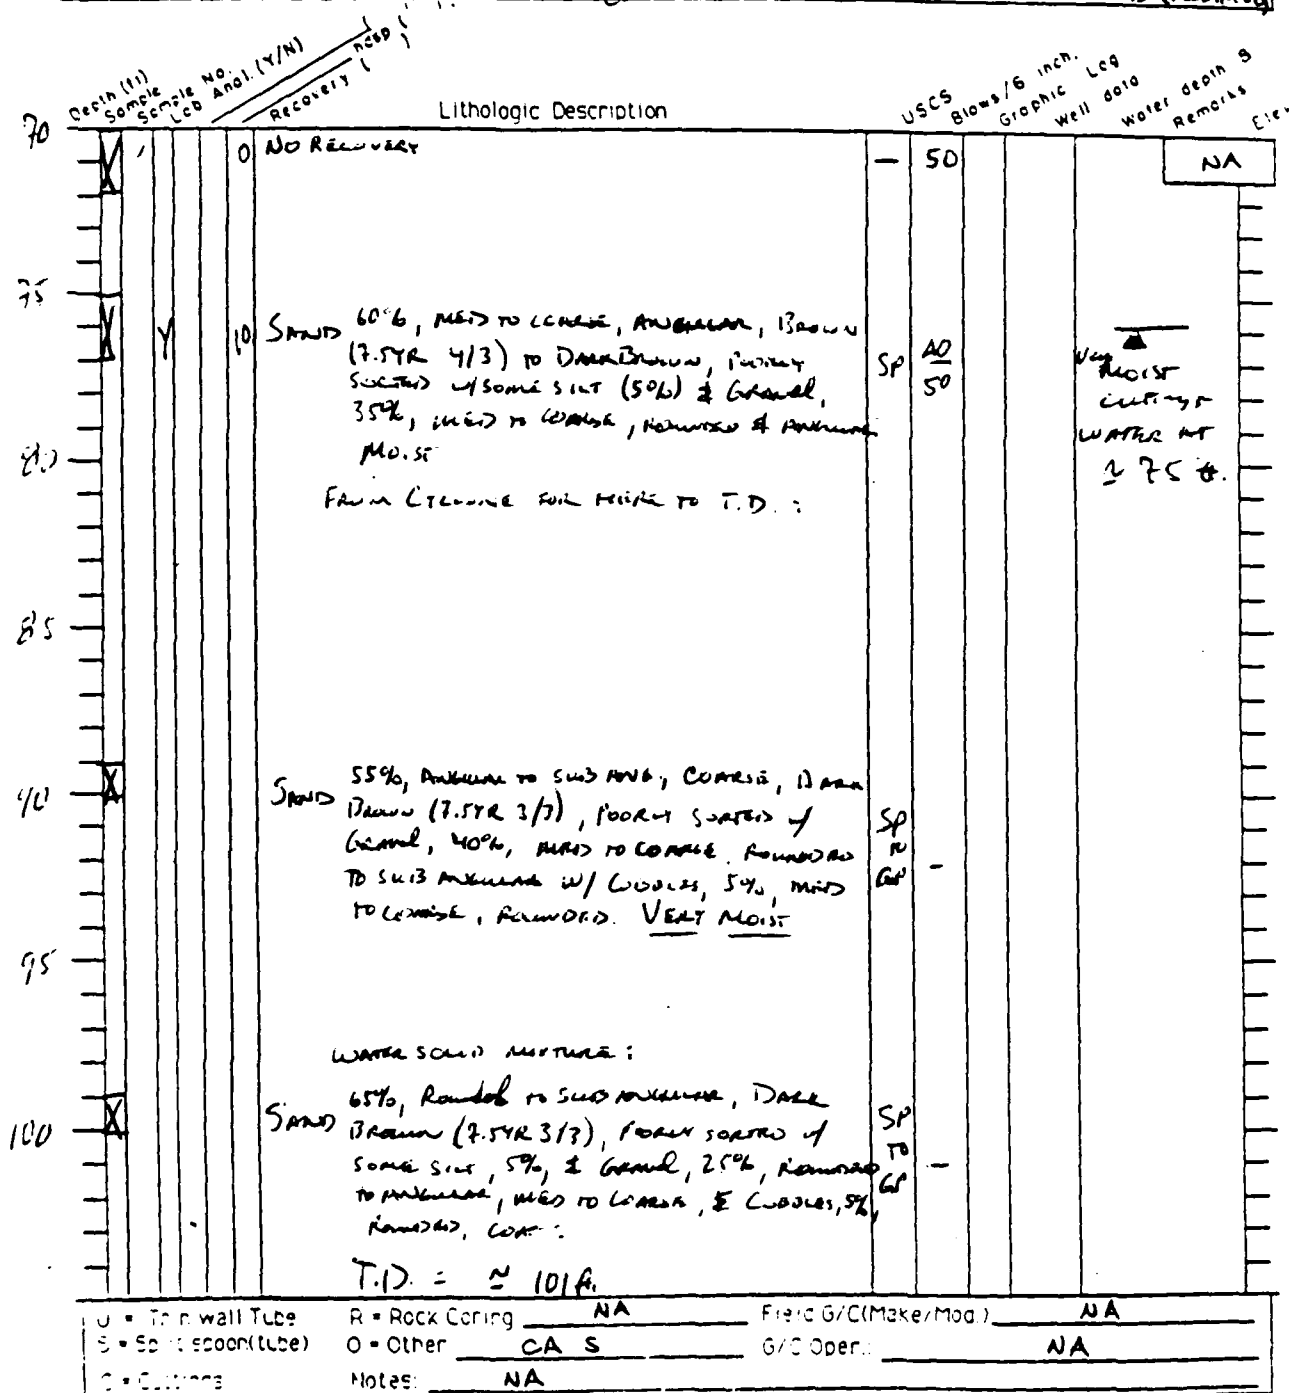 Depth (ft) Sample Sample No. Lab Anal. (Y/N) Recovery ( Lithologic Description USCS Blows/6 inch. Graphic Log Well data Water depth & Remarks
70
0 NO RECOVERY — 50 NA
75
Y 10 SAND 60%, MED TO COARSE, ANGULAR, BROWN
(7.5YR 4/3) TO DARK BROWN, POORLY SP 40
SORTED W/SOME SILT (5%) & GRAVEL, 50
35%, MED TO COARSE, ROUNDED & ANGULAR
MOIST
Very
MOIST
cuttings
WATER AT
≃ 75 ft.
80
FROM CYCLONE FOR HERE TO T.D. :
85
90
SAND 55%, ANGULAR TO SUB ANG, COARSE, DARK
BROWN (7.5YR 3/3), POORLY SORTED w/ SP
GRAVEL, 40%, MED TO COARSE, ROUNDED TO
TO SUB ANGULAR W/ COBBLES, 5%, MED GP –
TO COARSE, ROUNDED. VERY MOIST
95
WATER SOLID MIXTURE :
65%, Rounded TO SUB ANGULAR, DARK SP
100 SAND BROWN (7.5YR 3/3), POORLY SORTED w/ TO
SOME SILT, 5%, & GRAVEL, 25%, ROUNDED GP –
TO ANGULAR, MED TO COARSE, & COBBLES, 5%,
ROUNDED,
T.D. = ≃ 101 ft.
U = Thin wall Tube R = Rock Coring NA Field G/C(Make/Mod.) NA
S = Split spoon(tube) O = Other CA S G/C Oper.: NA
C = Cuttings Notes: NA